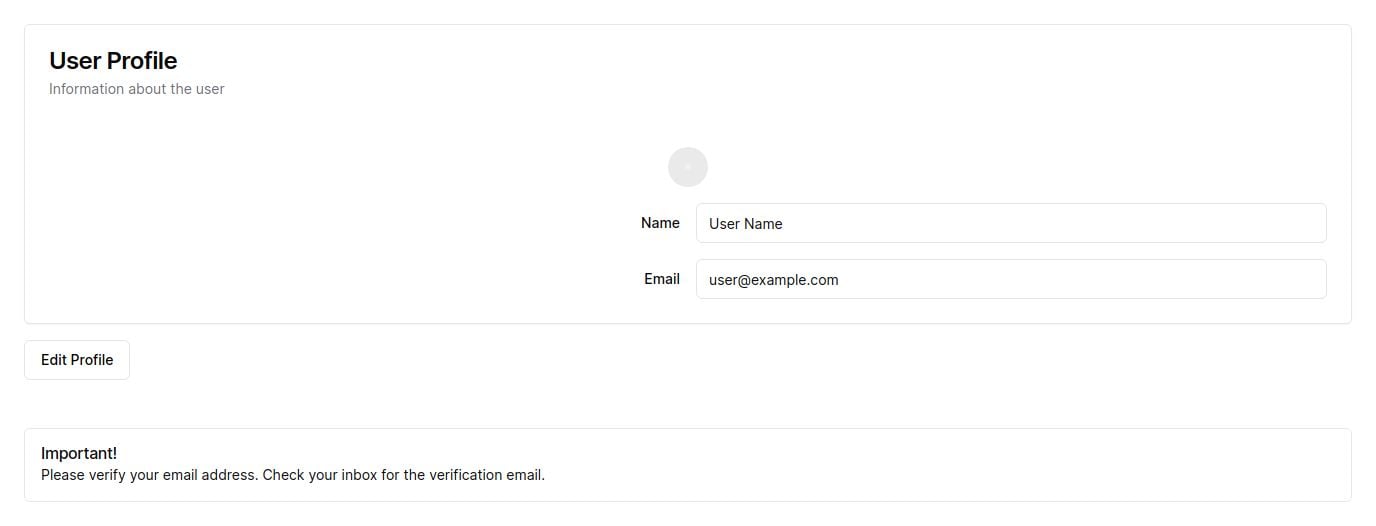 User Profile
Information about the user
Name
User Name
Email
user@example.com
Edit Profile
Important!
Please verify your email address. Check your inbox for the verification email.